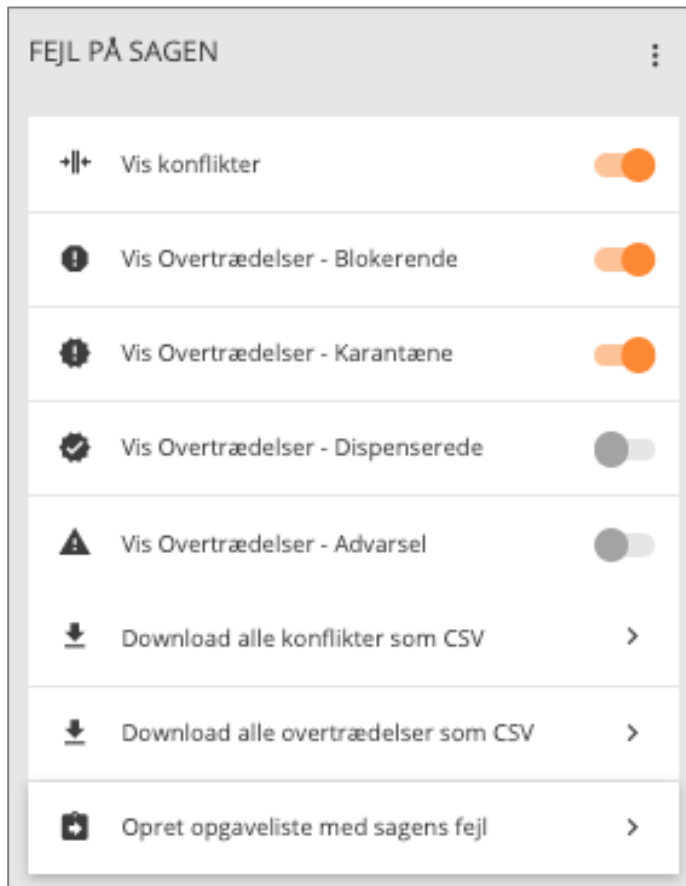 FEJL PÅ SAGEN
Vis konflikter
Vis Overtrædelser - Blokerende
Vis Overtrædelser - Karantæne
Vis Overtrædelser - Dispenserede
Vis Overtrædelser - Advarsel
Download alle konflikter som CSV
Download alle overtrædelser som CSV
Opret opgaveliste med sagens fejl